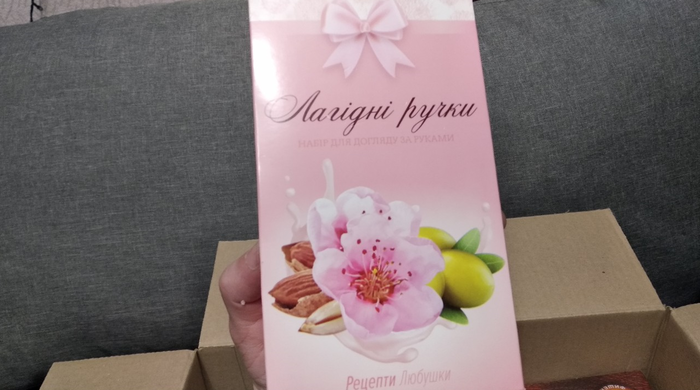 Лагідні ручки
НАБІР ДЛЯ ДОГЛЯДУ ЗА РУКАМИ
Рецепти Любушки